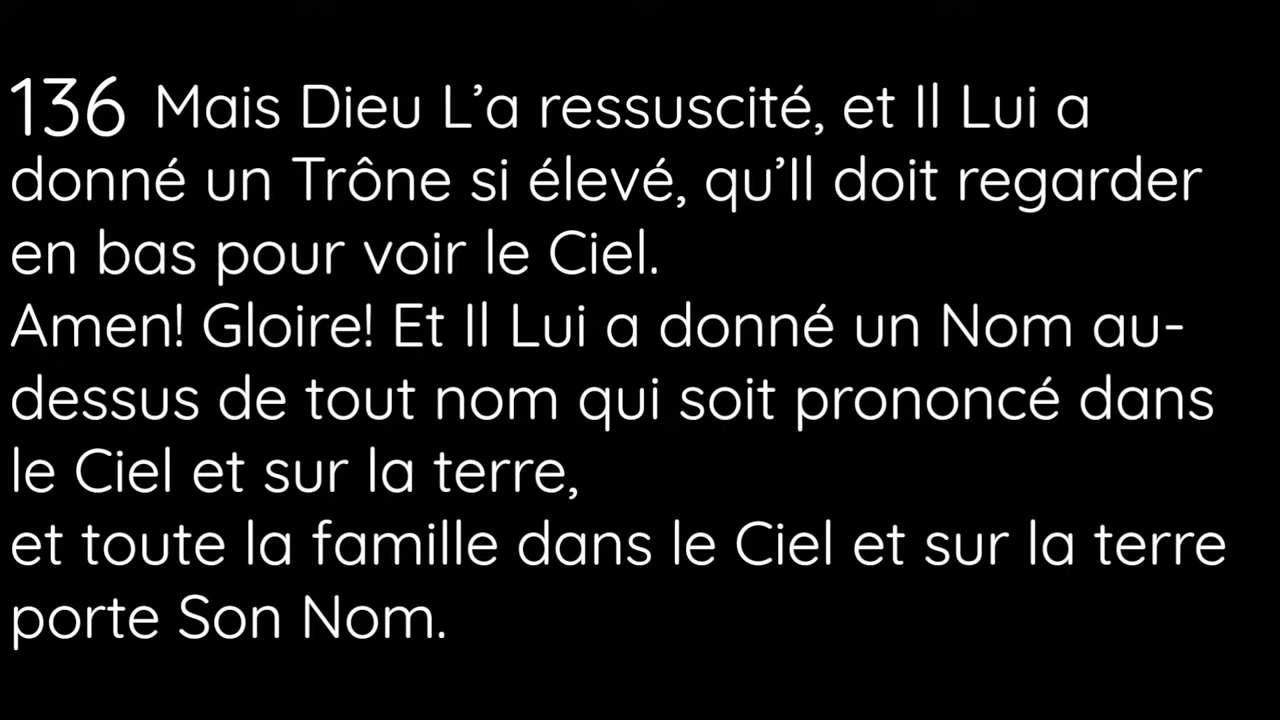 136 Mais Dieu L’a ressuscité, et Il Lui a
donné un Trône si élevé, qu’Il doit regarder
en bas pour voir le Ciel.
Amen! Gloire! Et Il Lui a donné un Nom au-
dessus de tout nom qui soit prononcé dans
le Ciel et sur la terre,
et toute la famille dans le Ciel et sur la terre
porte Son Nom.